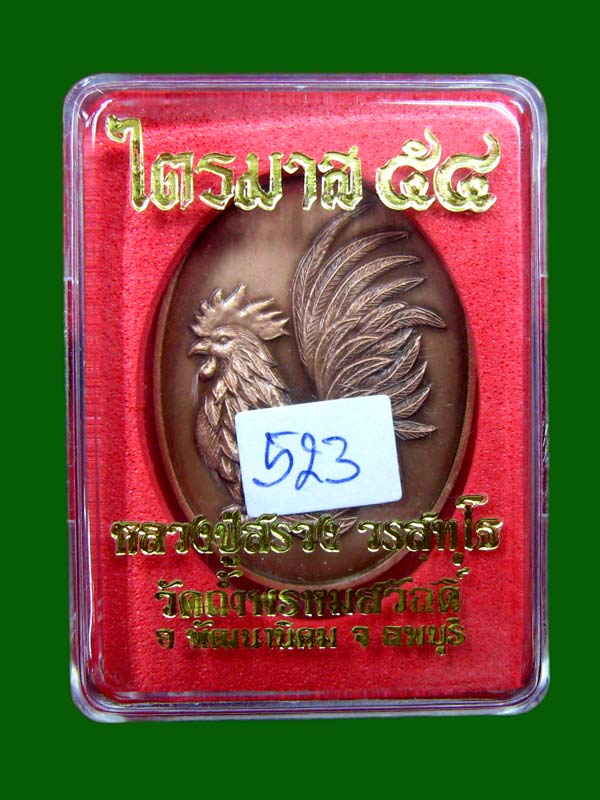 ไตรมาส ๕๔
523
หลวงปู่สรวง วรสุทฺโธ
วัดถ้ำพรหมสวัสดิ์
อ พัฒนานิคม จ ลพบุรี